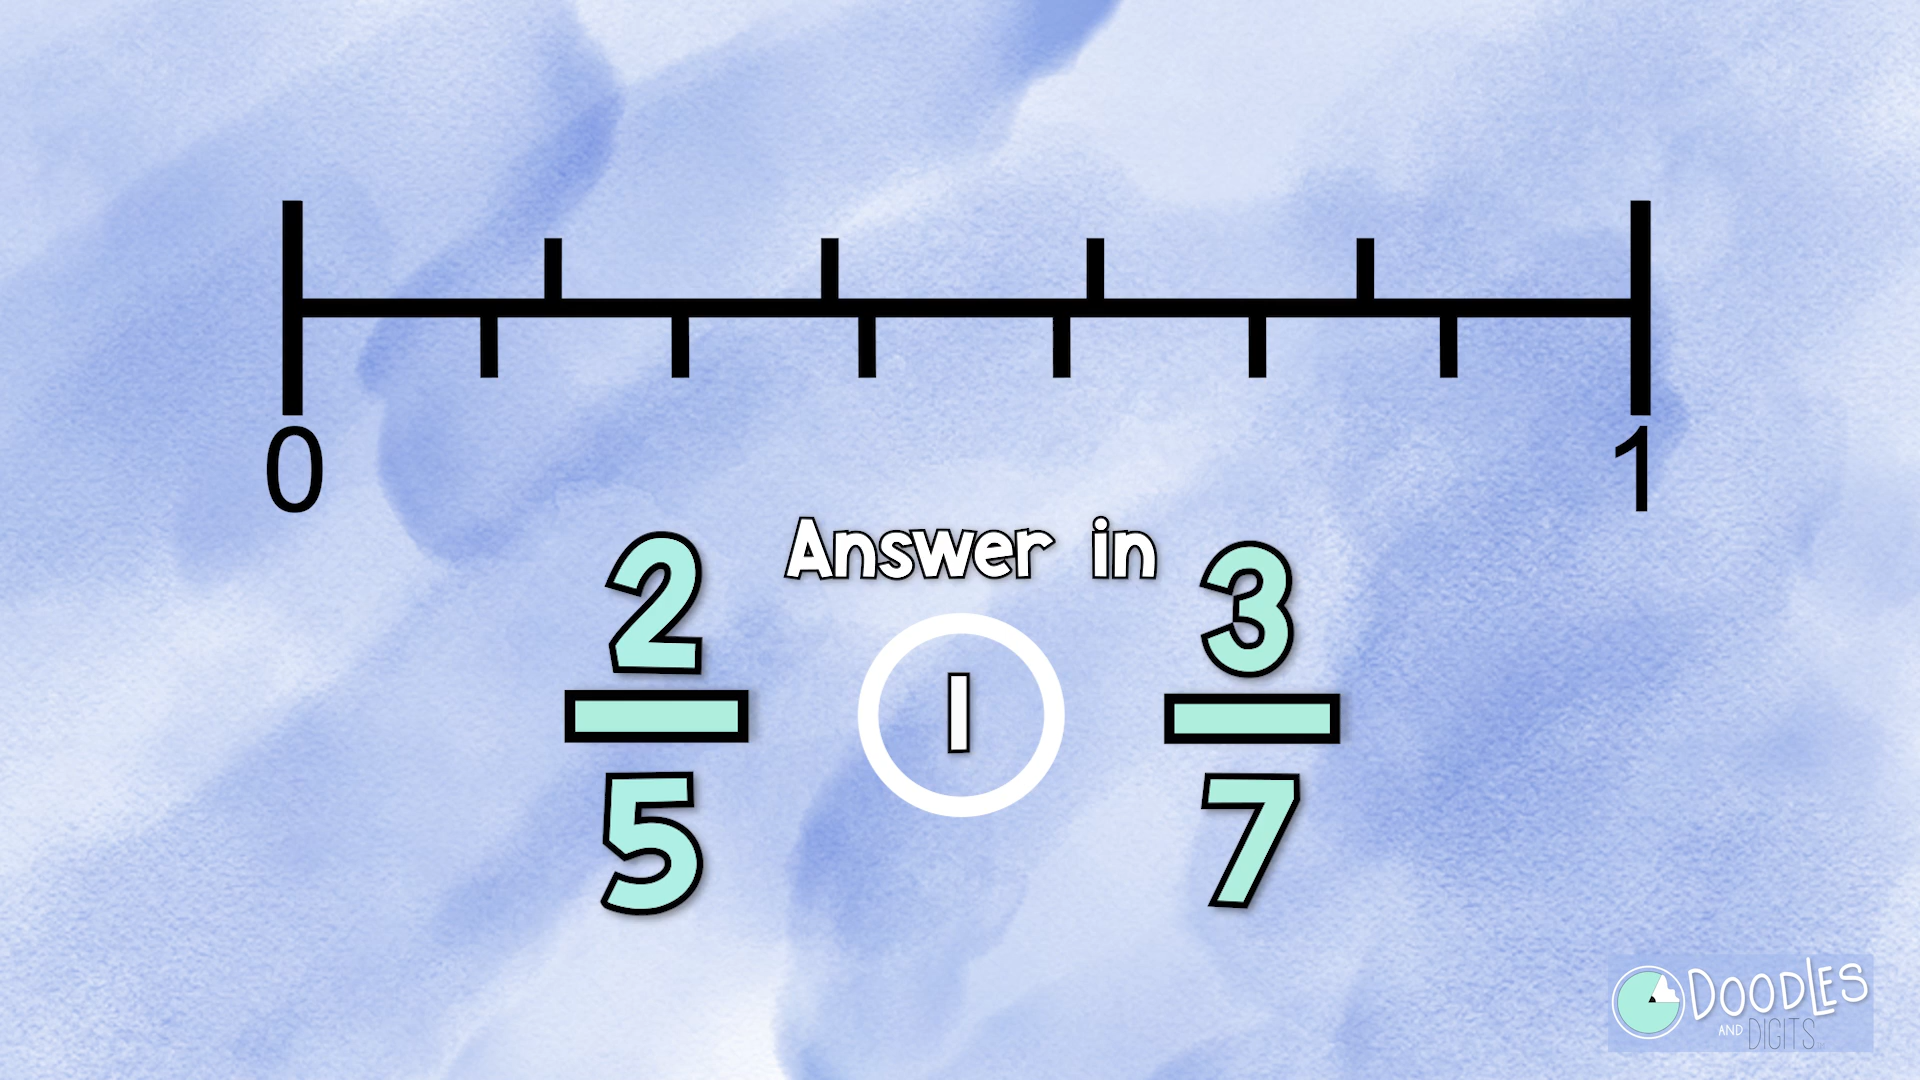 0 1
Answer in
2/5 1 3/7
DOODLES
AND DIGITS